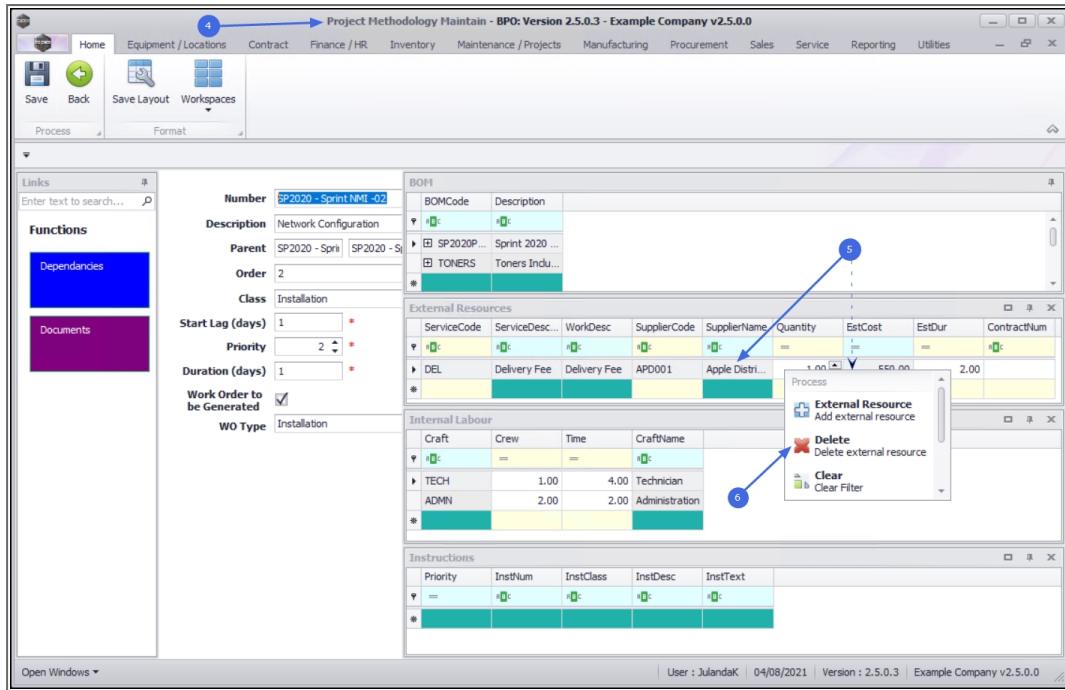 Project Methodology Maintain - BPO: Version 2.5.0.3 - Example Company v2.5.0.0
4
Home Equipment / Locations Contract Finance / HR Inventory Maintenance / Projects Manufacturing Procurement Sales Service Reporting Utilities
Save Back Save Layout Workspaces
Process Format
Links
Enter text to search...
Functions
Dependancies
Documents
Number SP2020 - Sprint NMI -02
Description Network Configuration
Parent SP2020 - Spri SP2020 - Sp
Order 2
Class Installation
Start Lag (days) 1 *
Priority 2 *
Duration (days) 1 *
Work Order to
be Generated
WO Type Installation
BOM
BOMCode Description
SP2020P... Sprint 2020 ...
TONERS Toners Indu...
5
External Resources
ServiceCode ServiceDesc... WorkDesc SupplierCode SupplierName Quantity EstCost EstDur ContractNum
DEL Delivery Fee Delivery Fee APD001 Apple Distri... 1.00 550.00 2.00
Process
External Resource
Add external resource
Delete
Delete external resource
Clear
Clear Filter
6
Internal Labour
Craft Crew Time CraftName
TECH 1.00 4.00 Technician
ADMN 2.00 2.00 Administration
Instructions
Priority InstNum InstClass InstDesc InstText
Open Windows User : JulandaK 04/08/2021 Version : 2.5.0.3 Example Company v2.5.0.0